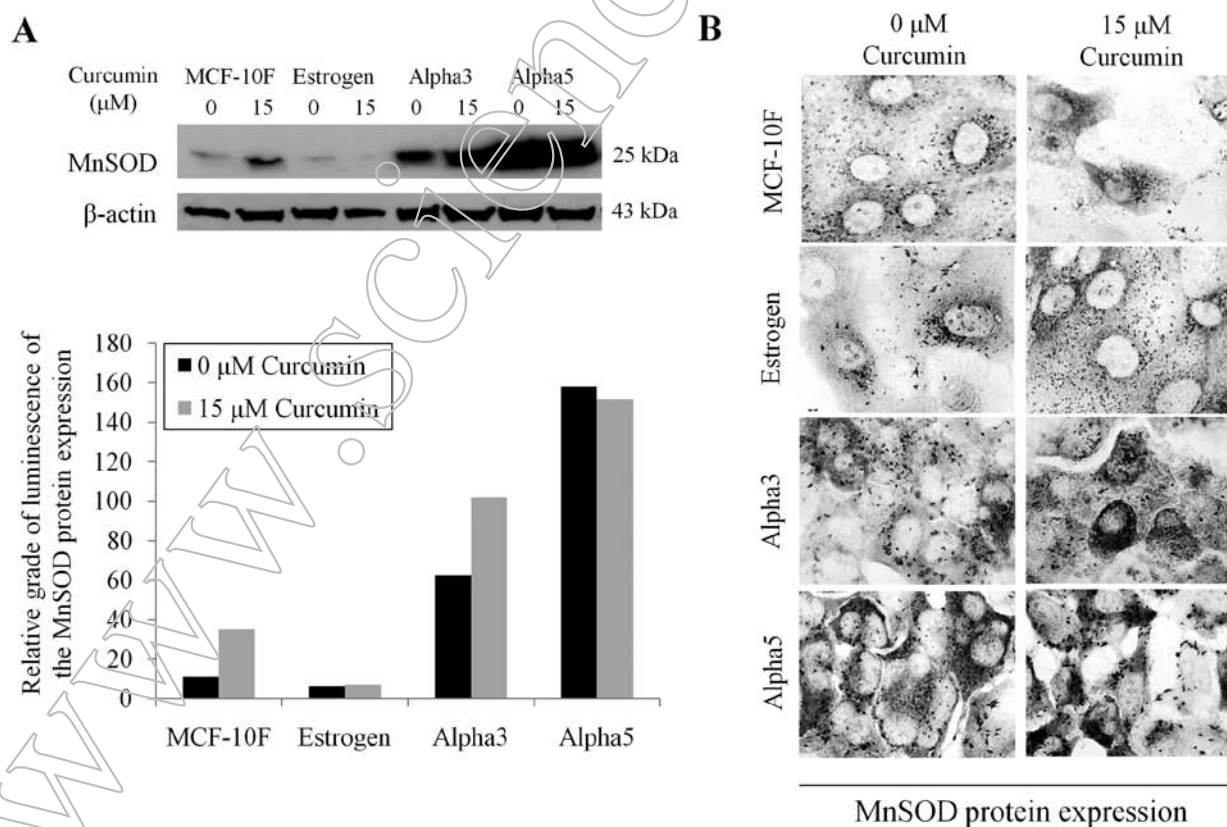 A
Curcumin (μM)
MCF-10F Estrogen Alpha3 Alpha5
0 15 0 15 0 15 0 15
MnSOD 25 kDa
β-actin 43 kDa
Relative grade of luminescence of
the MnSOD protein expression
180
160
140
120
100
80
60
40
20
0
0 μM Curcumin
15 μM Curcumin
MCF-10F Estrogen Alpha3 Alpha5
B
0 μM
Curcumin
15 μM
Curcumin
MCF-10F
Estrogen
Alpha3
Alpha5
MnSOD protein expression